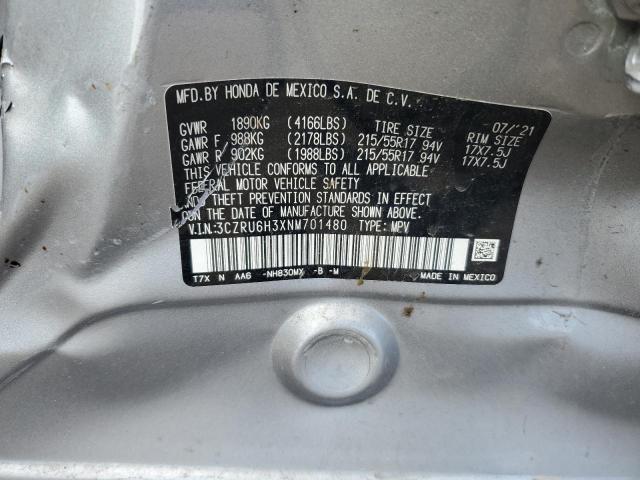 MFD.BY HONDA DE MEXICO S.A. DE C.V.
GVWR 1890KG (4166LBS) TIRE SIZE 07/'21
GAWR F 988KG (2178LBS) 215/55R17 94V RIM SIZE 17X7.5J
GAWR R 902KG (1988LBS) 215/55R17 94V 17X7.5J
THIS VEHICLE CONFORMS TO ALL APPLICABLE
FEDERAL MOTOR VEHICLE SAFETY
AND THEFT PREVENTION STANDARDS IN EFFECT
ON THE DATE OF MANUFACTURE SHOWN ABOVE.
V.I.N:3CZRU6H3XNM701480 TYPE: MPV
T7X N AA6 -NH830MX -B -M MADE IN MEXICO